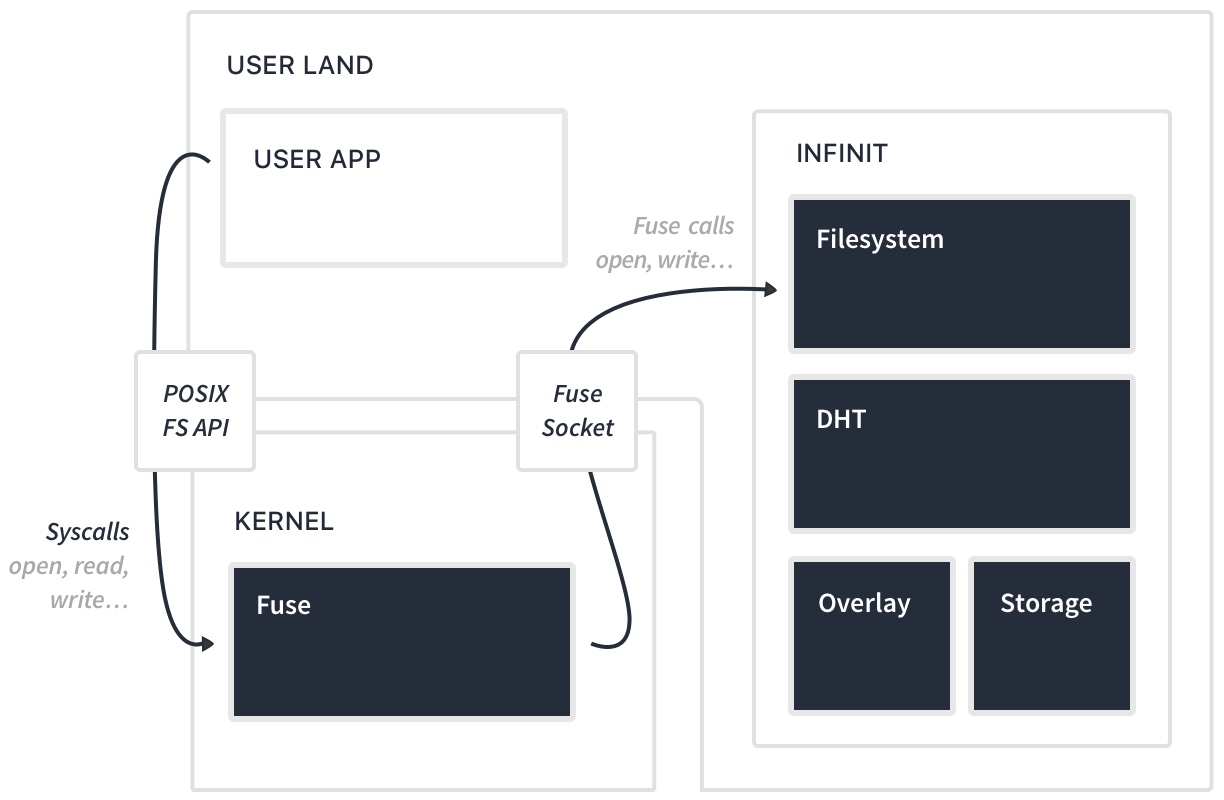 USER LAND
USER APP
INFINIT
Filesystem
Fuse calls
open, write…
DHT
Overlay
Storage
POSIX
FS API
Fuse
Socket
Syscalls
open, read,
write…
KERNEL
Fuse